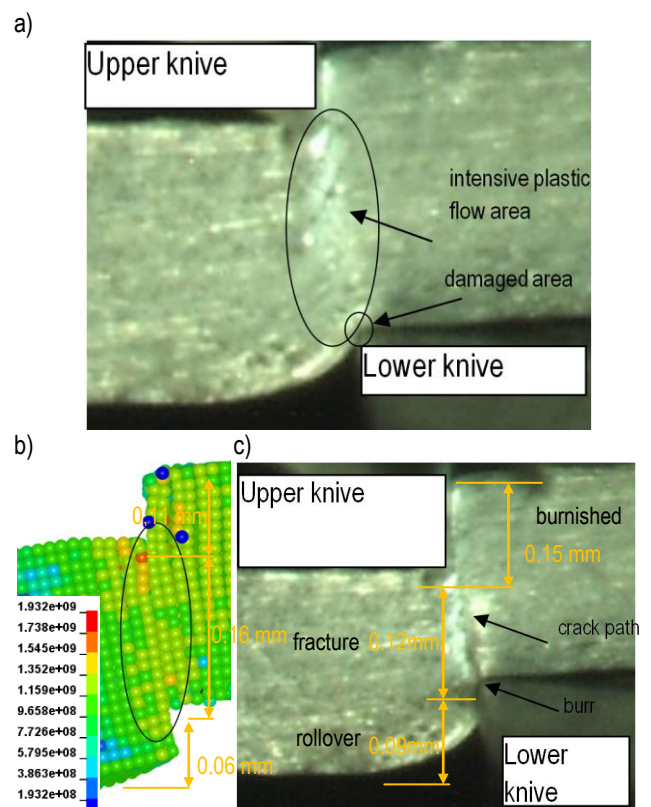 a)
Upper knive
intensive plastic
flow area
damaged area
Lower knive
b)
0.11 mm
0.16 mm
0.06 mm
1.932e+09
1.738e+09
1.545e+09
1.352e+09
1.159e+09
9.658e+08
7.726e+08
5.795e+08
3.863e+08
1.932e+08
c)
Upper knive
burnished
0.15 mm
crack path
fracture 0.12mm
burr
rollover 0.09mm
Lower
knive